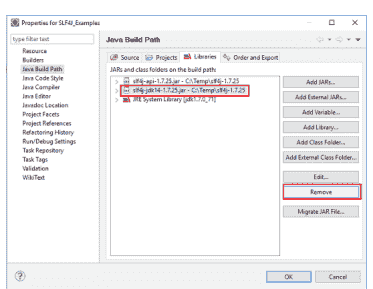 Properties for SLF4J_Examples
type filter text
Resource
Builders
Java Build Path
Java Code Style
Java Compiler
Java Editor
Javadoc Location
Project Facets
Project References
Refactoring History
Run/Debug Settings
Task Repository
Task Tags
Validation
WikiText
Java Build Path
Source
Projects
Libraries
Order and Export
JARs and class folders on the build path:
slf4j-api-1.7.25.jar - C:\Temp\slf4j-1.7.25
slf4j-jdk14-1.7.25.jar - C:\Temp\slf4j-1.7.25
JRE System Library [jdk1.7.0_71]
Add JARs...
Add External JARs...
Add Variable...
Add Library...
Add Class Folder...
Add External Class Folder...
Edit...
Remove
Migrate JAR File...
OK
Cancel